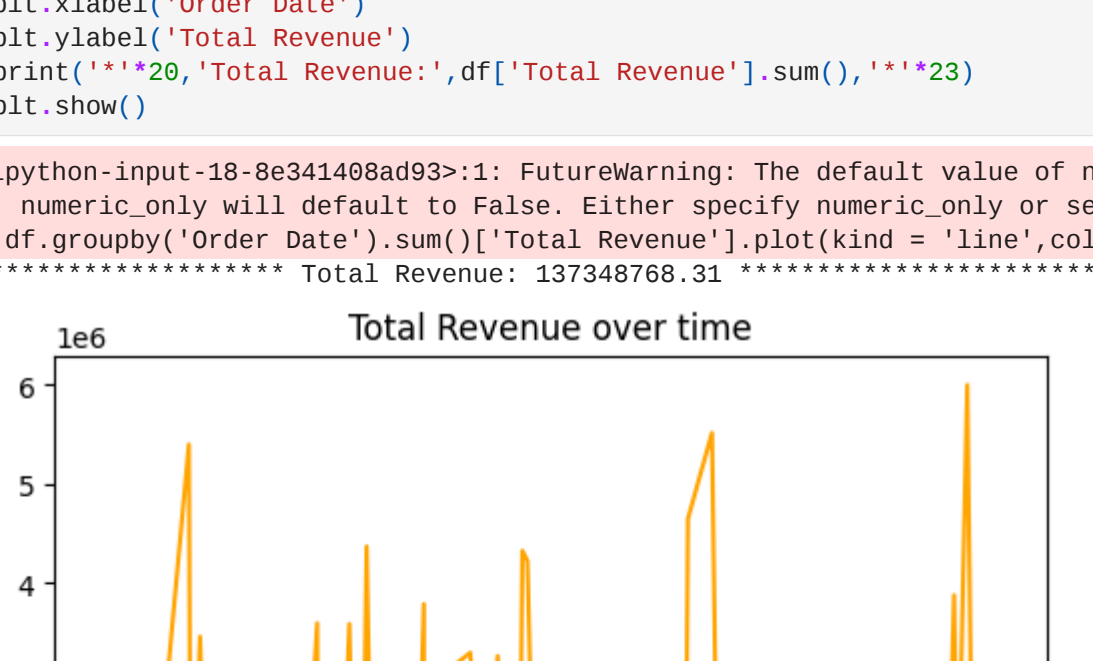 plt.xlabel('Order Date')
plt.ylabel('Total Revenue')
print('*'*20,'Total Revenue:',df['Total Revenue'].sum(),'*'*23)
plt.show()
ipython-input-18-8e341408ad93>:1: FutureWarning: The default value of n
numeric_only will default to False. Either specify numeric_only or se
df.groupby('Order Date').sum()['Total Revenue'].plot(kind = 'line',col
******************* Total Revenue: 137348768.31 ***********************
Total Revenue over time
1e6
6
5
4